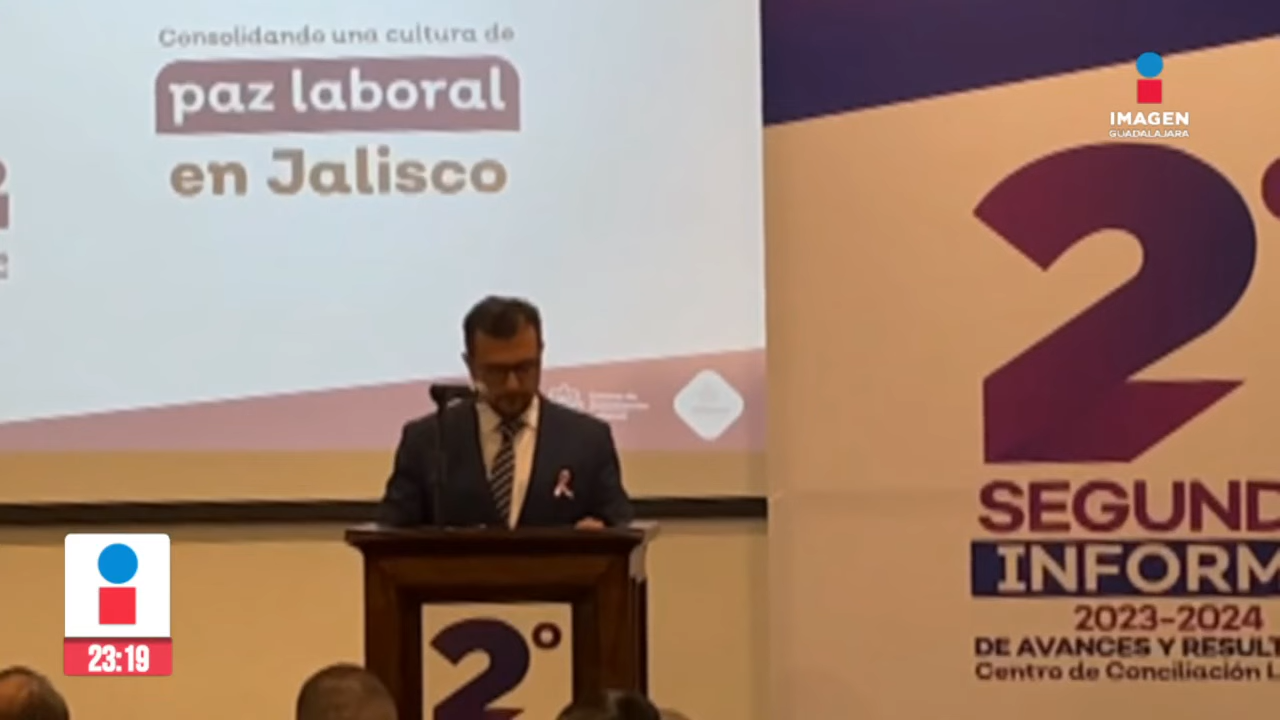 Consolidando una cultura de
paz laboral
en Jalisco
IMAGEN
GUADALAJARA
2°
SEGUND
INFORM
2023-2024
DE AVANCES Y RESULT
Centro de Conciliación L
2°
23:19